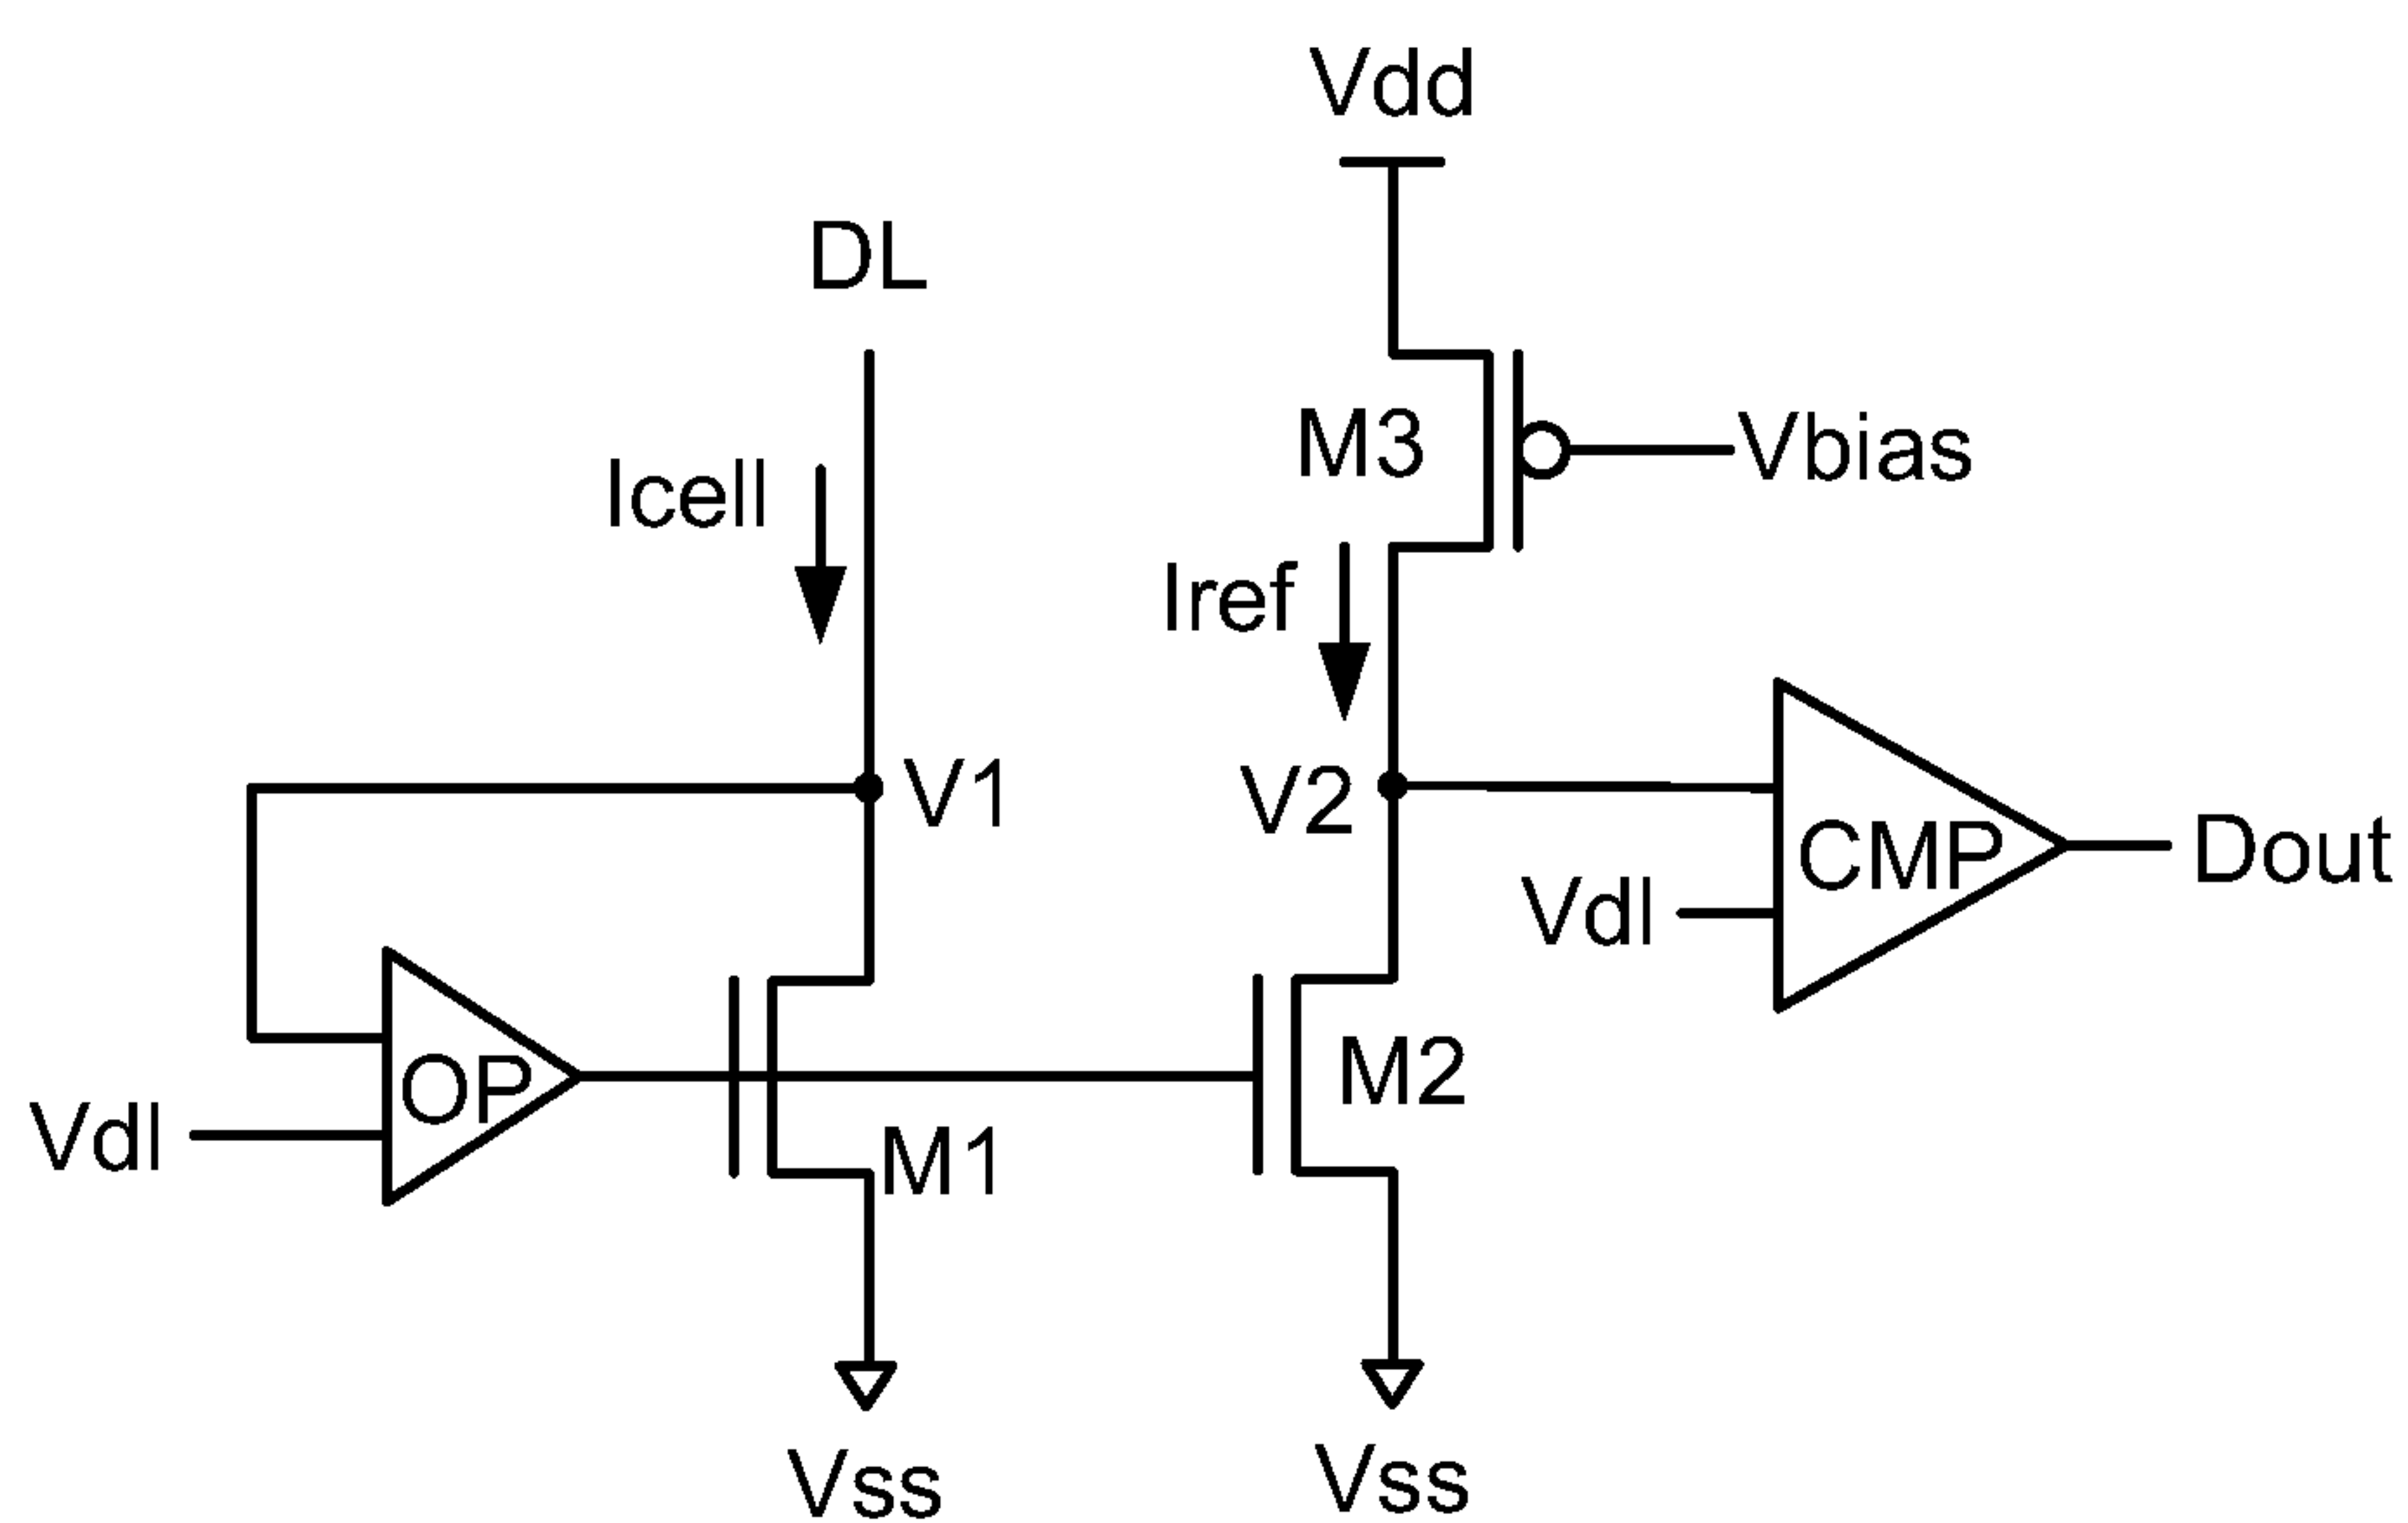 Vdd
DL
M3
Vbias
Icell
Iref
V1
V2
CMP
Dout
Vdl
OP
M2
Vdl
M1
Vss
Vss